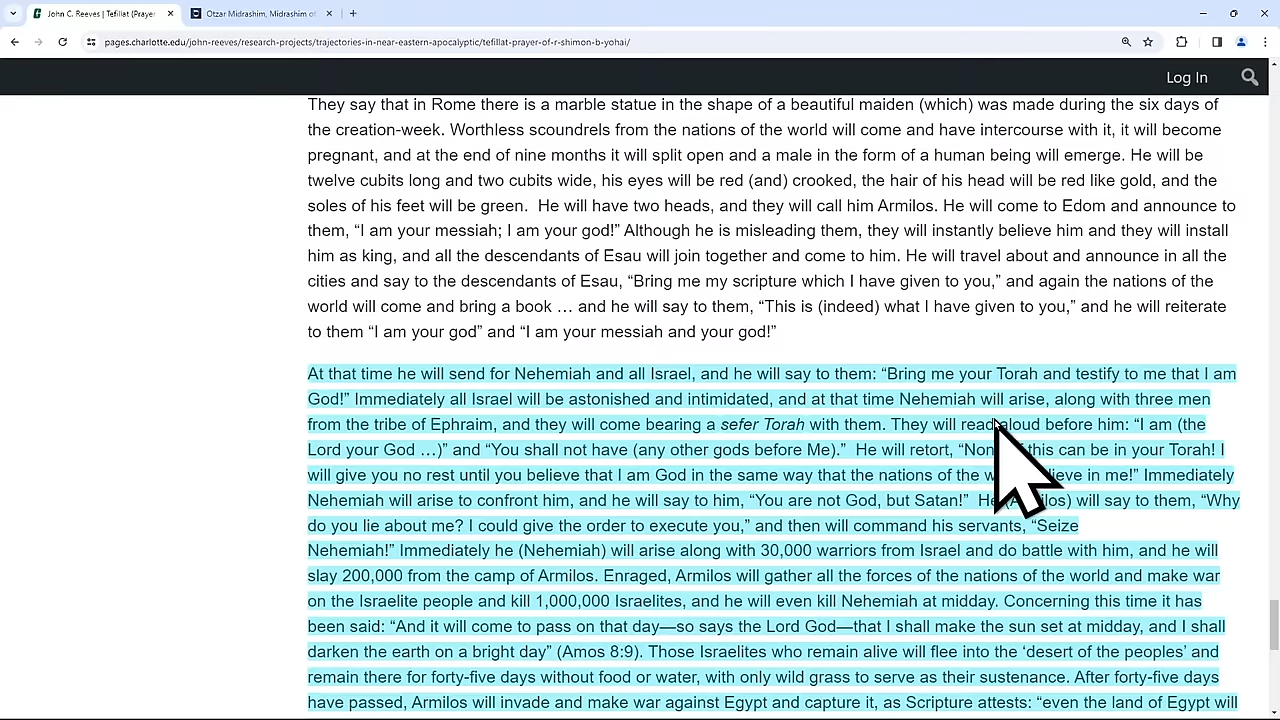 John C. Reeves | Tefillat (Prayer
Otzar Midrashim, Midrashim of
pages.charlotte.edu/john-reeves/research-projects/trajectories-in-near-eastern-apocalyptic/tefillat-prayer-of-r-shimon-b-yohai/
Log In
They say that in Rome there is a marble statue in the shape of a beautiful maiden (which) was made during the six days of
the creation-week. Worthless scoundrels from the nations of the world will come and have intercourse with it, it will become
pregnant, and at the end of nine months it will split open and a male in the form of a human being will emerge. He will be
twelve cubits long and two cubits wide, his eyes will be red (and) crooked, the hair of his head will be red like gold, and the
soles of his feet will be green. He will have two heads, and they will call him Armilos. He will come to Edom and announce to
them, “I am your messiah; I am your god!” Although he is misleading them, they will instantly believe him and they will install
him as king, and all the descendants of Esau will join together and come to him. He will travel about and announce in all the
cities and say to the descendants of Esau, “Bring me my scripture which I have given to you,” and again the nations of the
world will come and bring a book … and he will say to them, “This is (indeed) what I have given to you,” and he will reiterate
to them “I am your god” and “I am your messiah and your god!”
At that time he will send for Nehemiah and all Israel, and he will say to them: “Bring me your Torah and testify to me that I am
God!” Immediately all Israel will be astonished and intimidated, and at that time Nehemiah will arise, along with three men
from the tribe of Ephraim, and they will come bearing a sefer Torah with them. They will read aloud before him: “I am (the
Lord your God …)” and “You shall not have (any other gods before Me).” He will retort, this can be in your Torah! I
will give you no rest until you believe that I am God in the same way that the nations of the in me!” Immediately
Nehemiah will arise to confront him, and he will say to him, “You are not God, but Satan!” will say to them, “Why
do you lie about me? I could give the order to execute you,” and then will command his servants, “Seize
Nehemiah!” Immediately he (Nehemiah) will arise along with 30,000 warriors from Israel and do battle with him, and he will
slay 200,000 from the camp of Armilos. Enraged, Armilos will gather all the forces of the nations of the world and make war
on the Israelite people and kill 1,000,000 Israelites, and he will even kill Nehemiah at midday. Concerning this time it has
been said: “And it will come to pass on that day—so says the Lord God—that I shall make the sun set at midday, and I shall
darken the earth on a bright day” (Amos 8:9). Those Israelites who remain alive will flee into the ‘desert of the peoples’ and
remain there for forty-five days without food or water, with only wild grass to serve as their sustenance. After forty-five days
have passed, Armilos will invade and make war against Egypt and capture it, as Scripture attests: “even the land of Egypt will